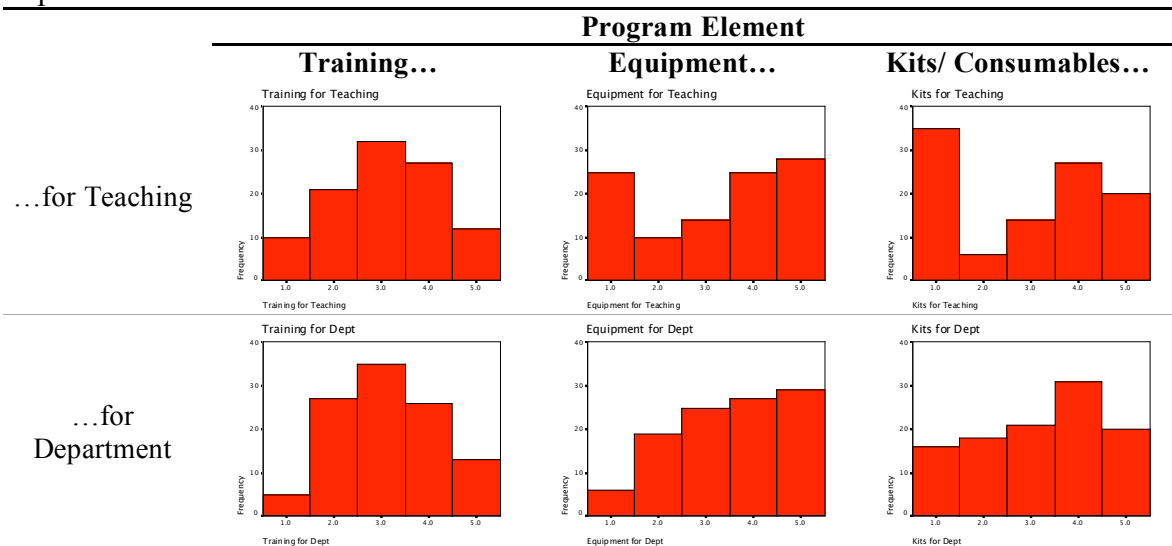 Program Element
Training… Equipment… Kits/ Consumables…
…for Teaching
Training for Teaching
40
30
20
10
0
Frequency
1.0 2.0 3.0 4.0 5.0
Training for Teaching
Equipment for Teaching
40
30
20
10
0
Frequency
1.0 2.0 3.0 4.0 5.0
Equipment for Teaching
Kits for Teaching
40
30
20
10
0
Frequency
1.0 2.0 3.0 4.0 5.0
Kits for Teaching
…for
Department
Training for Dept
40
30
20
10
0
Frequency
1.0 2.0 3.0 4.0 5.0
Training for Dept
Equipment for Dept
40
30
20
10
0
Frequency
1.0 2.0 3.0 4.0 5.0
Equipment for Dept
Kits for Dept
40
30
20
10
0
Frequency
1.0 2.0 3.0 4.0 5.0
Kits for Dept